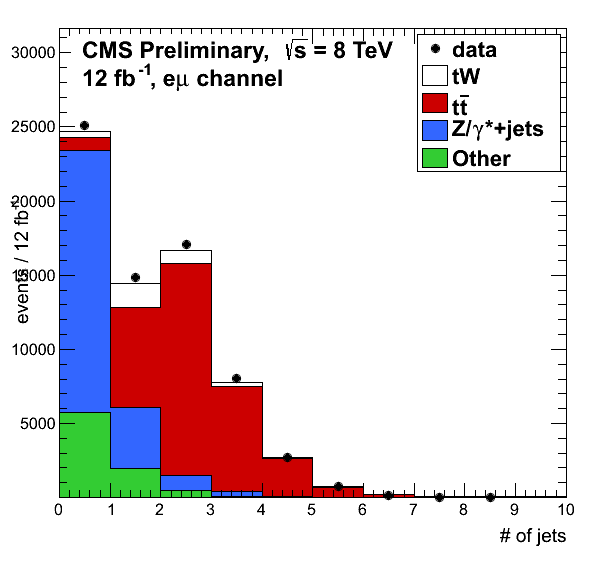 CMS Preliminary, √s = 8 TeV
12 fb⁻¹, eμ channel
data
tW
tt̄
Z/γ*+jets
Other
events / 12 fb⁻¹
30000
25000
20000
15000
10000
5000
0 1 2 3 4 5 6 7 8 9 10
# of jets